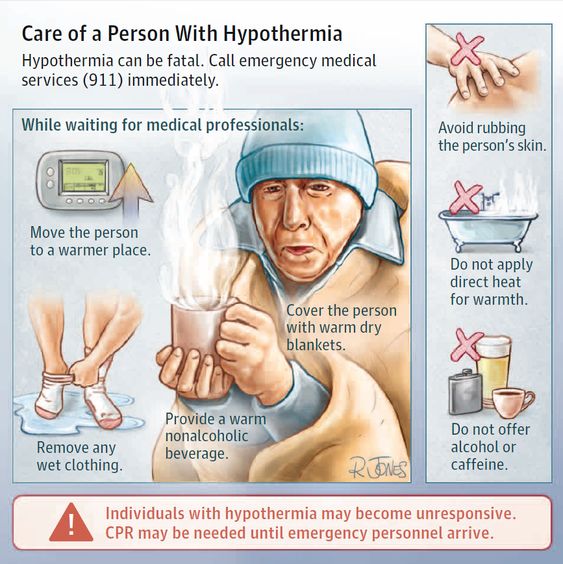 Care of a Person With Hypothermia
Hypothermia can be fatal. Call emergency medical
services (911) immediately.
While waiting for medical professionals:
Move the person
to a warmer place.
Cover the person
with warm dry
blankets.
Provide a warm
nonalcoholic
beverage.
Remove any
wet clothing.
R JONES
Avoid rubbing
the person's skin.
Do not apply
direct heat
for warmth.
Do not offer
alcohol or
caffeine.
Individuals with hypothermia may become unresponsive.
CPR may be needed until emergency personnel arrive.